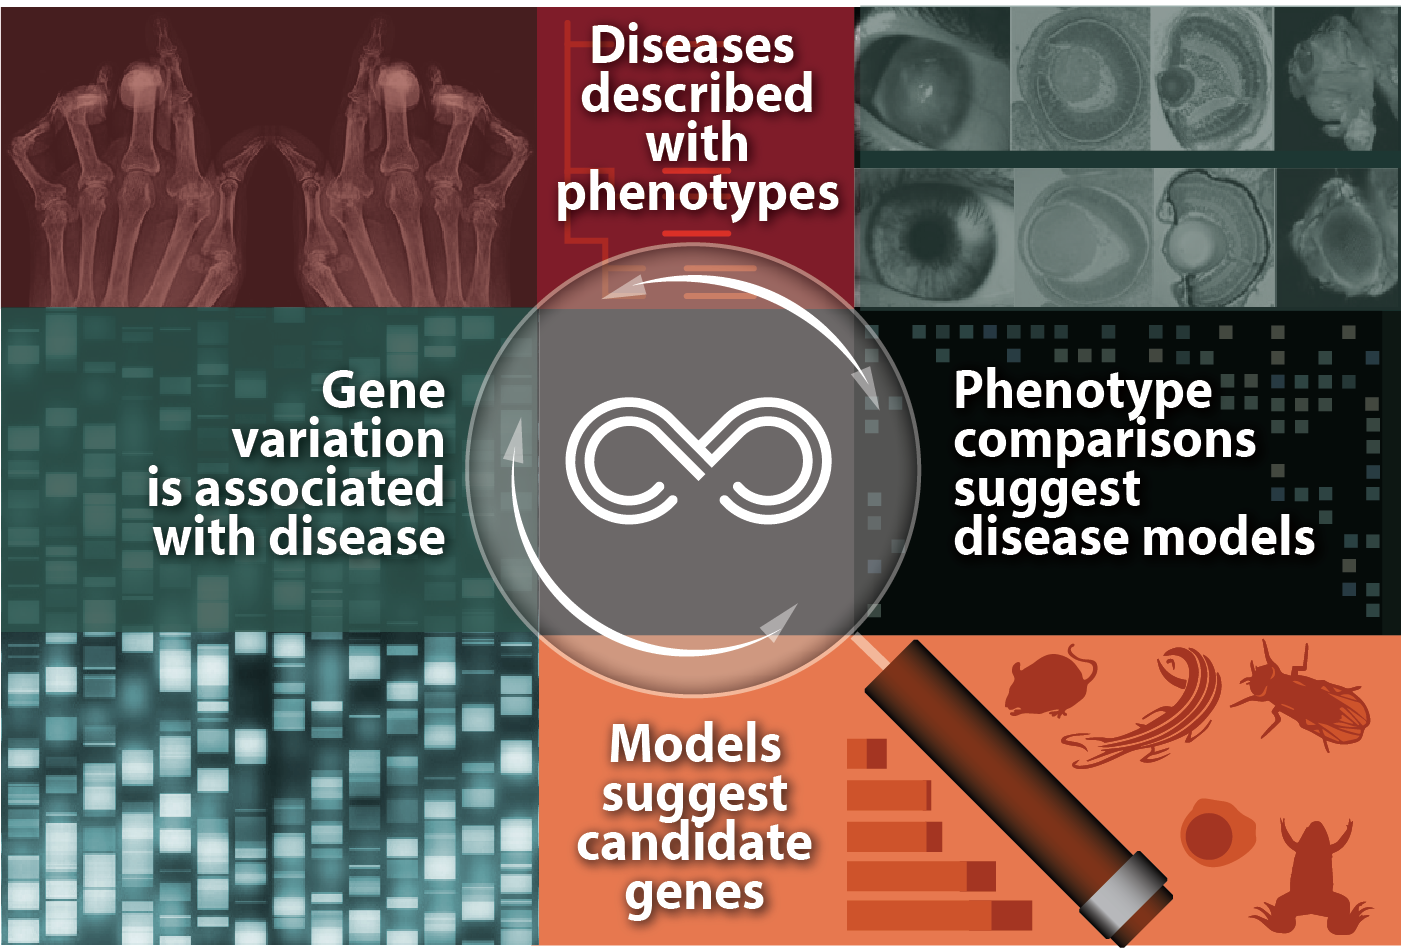 Diseases
described
with
phenotypes
Gene
variation
is associated
with disease
Phenotype
comparisons
suggest
disease models
Models
suggest
candidate
genes